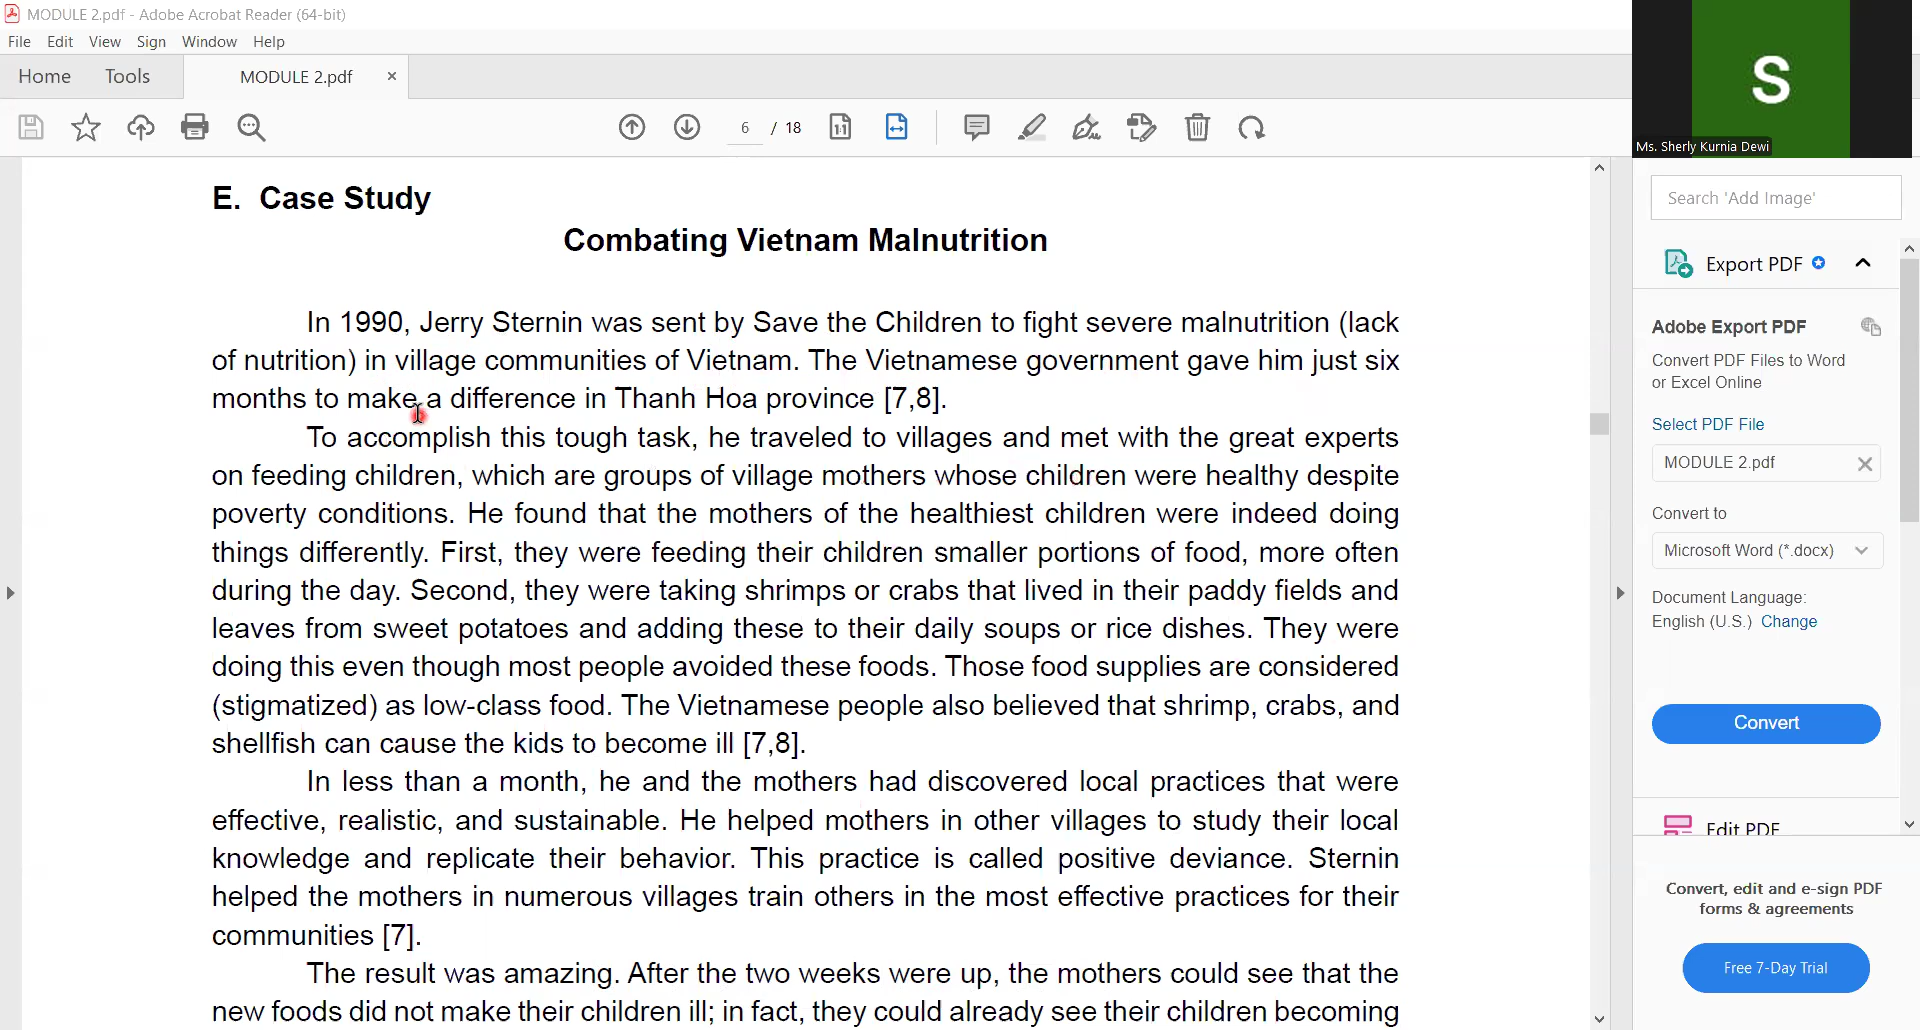 MODULE 2.pdf - Adobe Acrobat Reader (64-bit)
File Edit View Sign Window Help
Home Tools MODULE 2.pdf ×
6 / 18
S
Ms. Sherly Kurnia Dewi
E. Case Study
Combating Vietnam Malnutrition
In 1990, Jerry Sternin was sent by Save the Children to fight severe malnutrition (lack
of nutrition) in village communities of Vietnam. The Vietnamese government gave him just six
months to make a difference in Thanh Hoa province [7,8].
To accomplish this tough task, he traveled to villages and met with the great experts
on feeding children, which are groups of village mothers whose children were healthy despite
poverty conditions. He found that the mothers of the healthiest children were indeed doing
things differently. First, they were feeding their children smaller portions of food, more often
during the day. Second, they were taking shrimps or crabs that lived in their paddy fields and
leaves from sweet potatoes and adding these to their daily soups or rice dishes. They were
doing this even though most people avoided these foods. Those food supplies are considered
(stigmatized) as low-class food. The Vietnamese people also believed that shrimp, crabs, and
shellfish can cause the kids to become ill [7,8].
In less than a month, he and the mothers had discovered local practices that were
effective, realistic, and sustainable. He helped mothers in other villages to study their local
knowledge and replicate their behavior. This practice is called positive deviance. Sternin
helped the mothers in numerous villages train others in the most effective practices for their
communities [7].
The result was amazing. After the two weeks were up, the mothers could see that the
new foods did not make their children ill; in fact, they could already see their children becoming
Search 'Add Image'
Export PDF
Adobe Export PDF
Convert PDF Files to Word
or Excel Online
Select PDF File
MODULE 2.pdf
Convert to
Microsoft Word (*.docx)
Document Language:
English (U.S.) Change
Convert
Edit PDF
Convert, edit and e-sign PDF
forms & agreements
Free 7-Day Trial